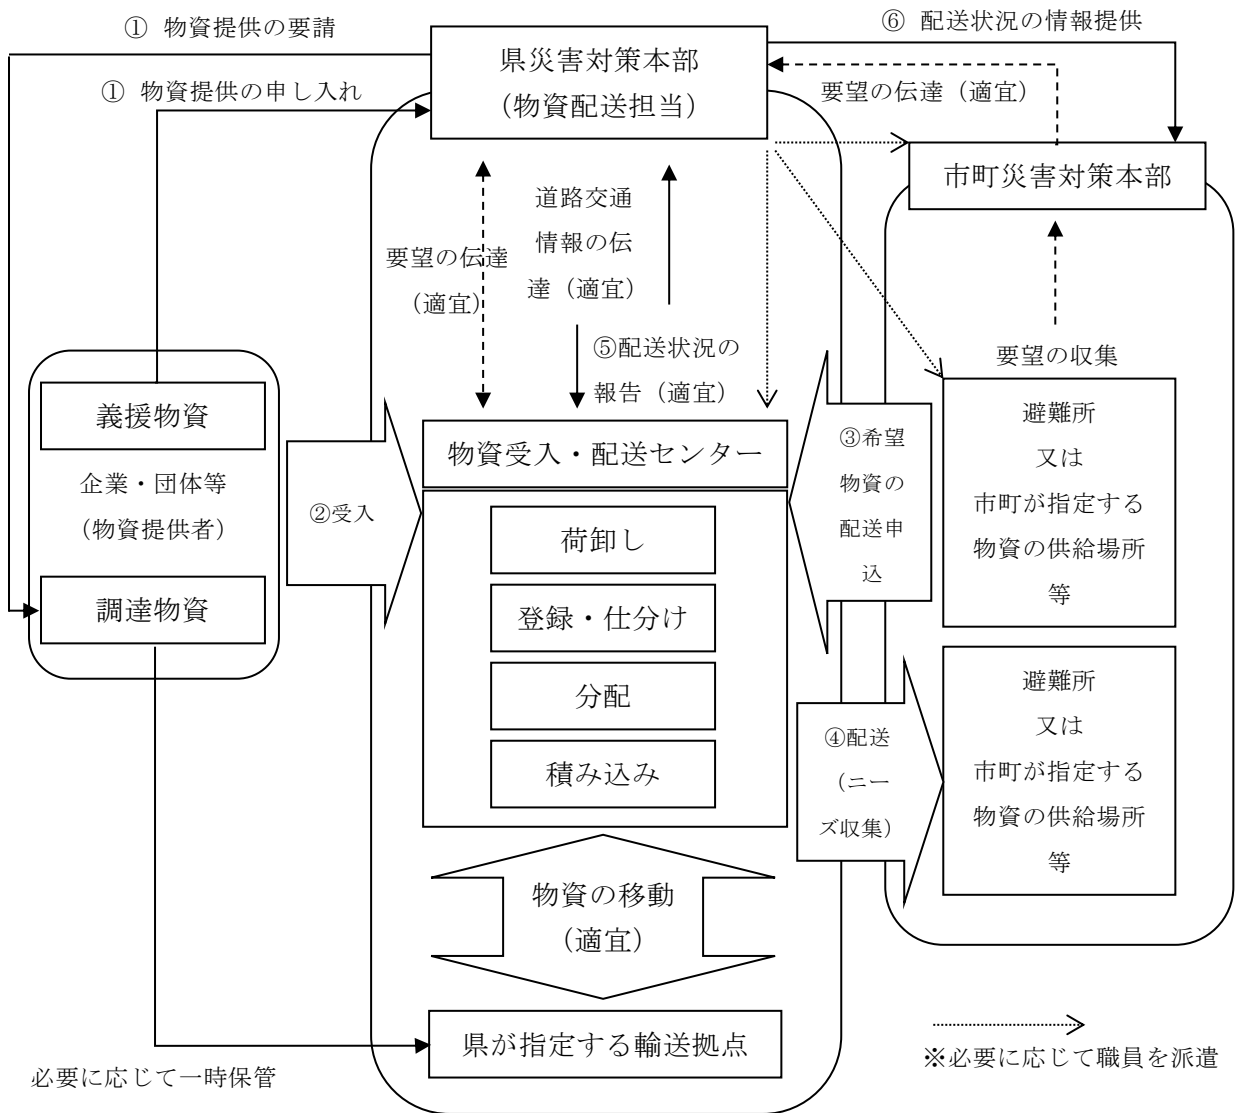 ① 物資提供の要請
⑥ 配送状況の情報提供
県災害対策本部
（物資配送担当）
① 物資提供の申し入れ
要望の伝達（適宜）
市町災害対策本部
道路交通
情報の伝
達（適宜）
要望の伝達
（適宜）
⑤配送状況の
報告（適宜）
要望の収集
義援物資
企業・団体等
（物資提供者）
調達物資
②受入
物資受入・配送センター
荷卸し
登録・仕分け
分配
積み込み
③希望
物資の
配送申
込
避難所
又は
市町が指定する
物資の供給場所
等
④配送
（ニー
ズ収集）
避難所
又は
市町が指定する
物資の供給場所
等
物資の移動
（適宜）
県が指定する輸送拠点
必要に応じて一時保管
※必要に応じて職員を派遣